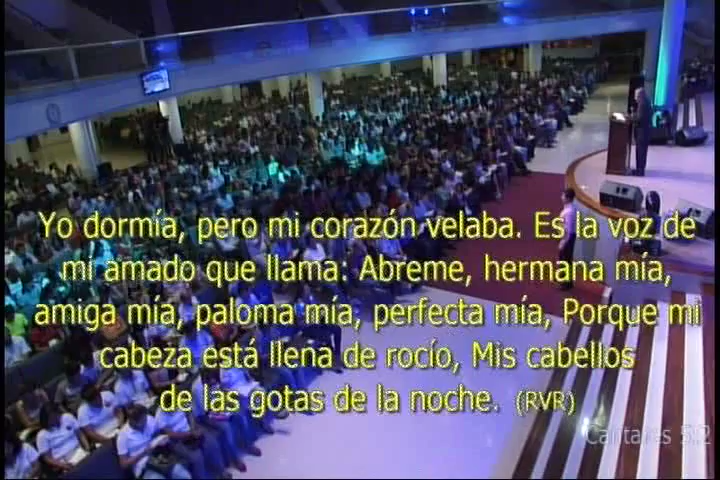 Yo dormía, pero mi corazón velaba. Es la voz de
mi amado que llama: Abreme, hermana mía,
amiga mía, paloma mía, perfecta mía, Porque mi
cabeza está llena de rocío, Mis cabellos
de las gotas de la noche. (RVR)
Cantares 5:2